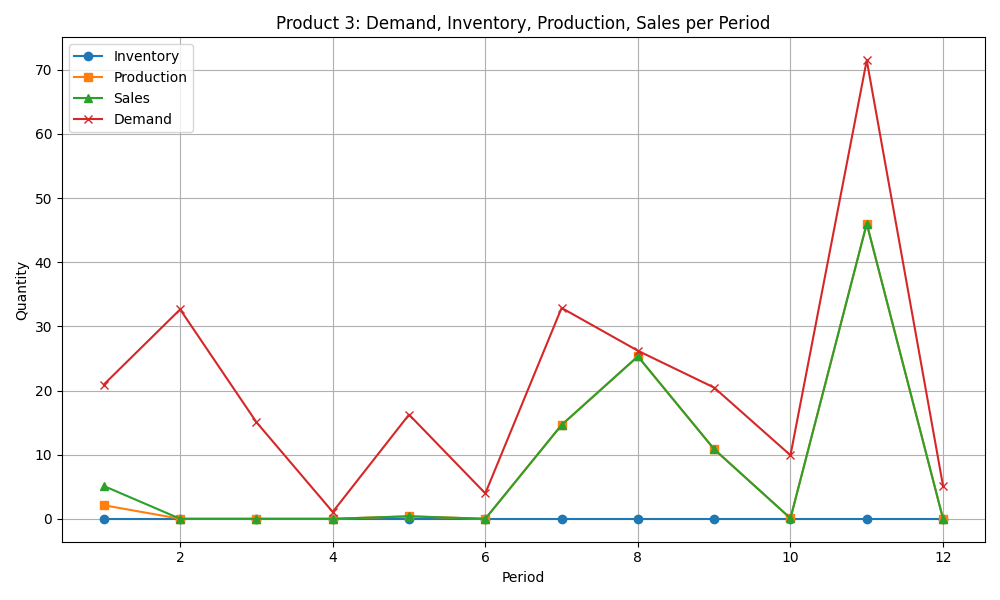 Product 3: Demand, Inventory, Production, Sales per Period
Inventory
Production
Sales
Demand
Quantity
70
60
50
40
30
20
10
0
2 4 6 8 10 12
Period